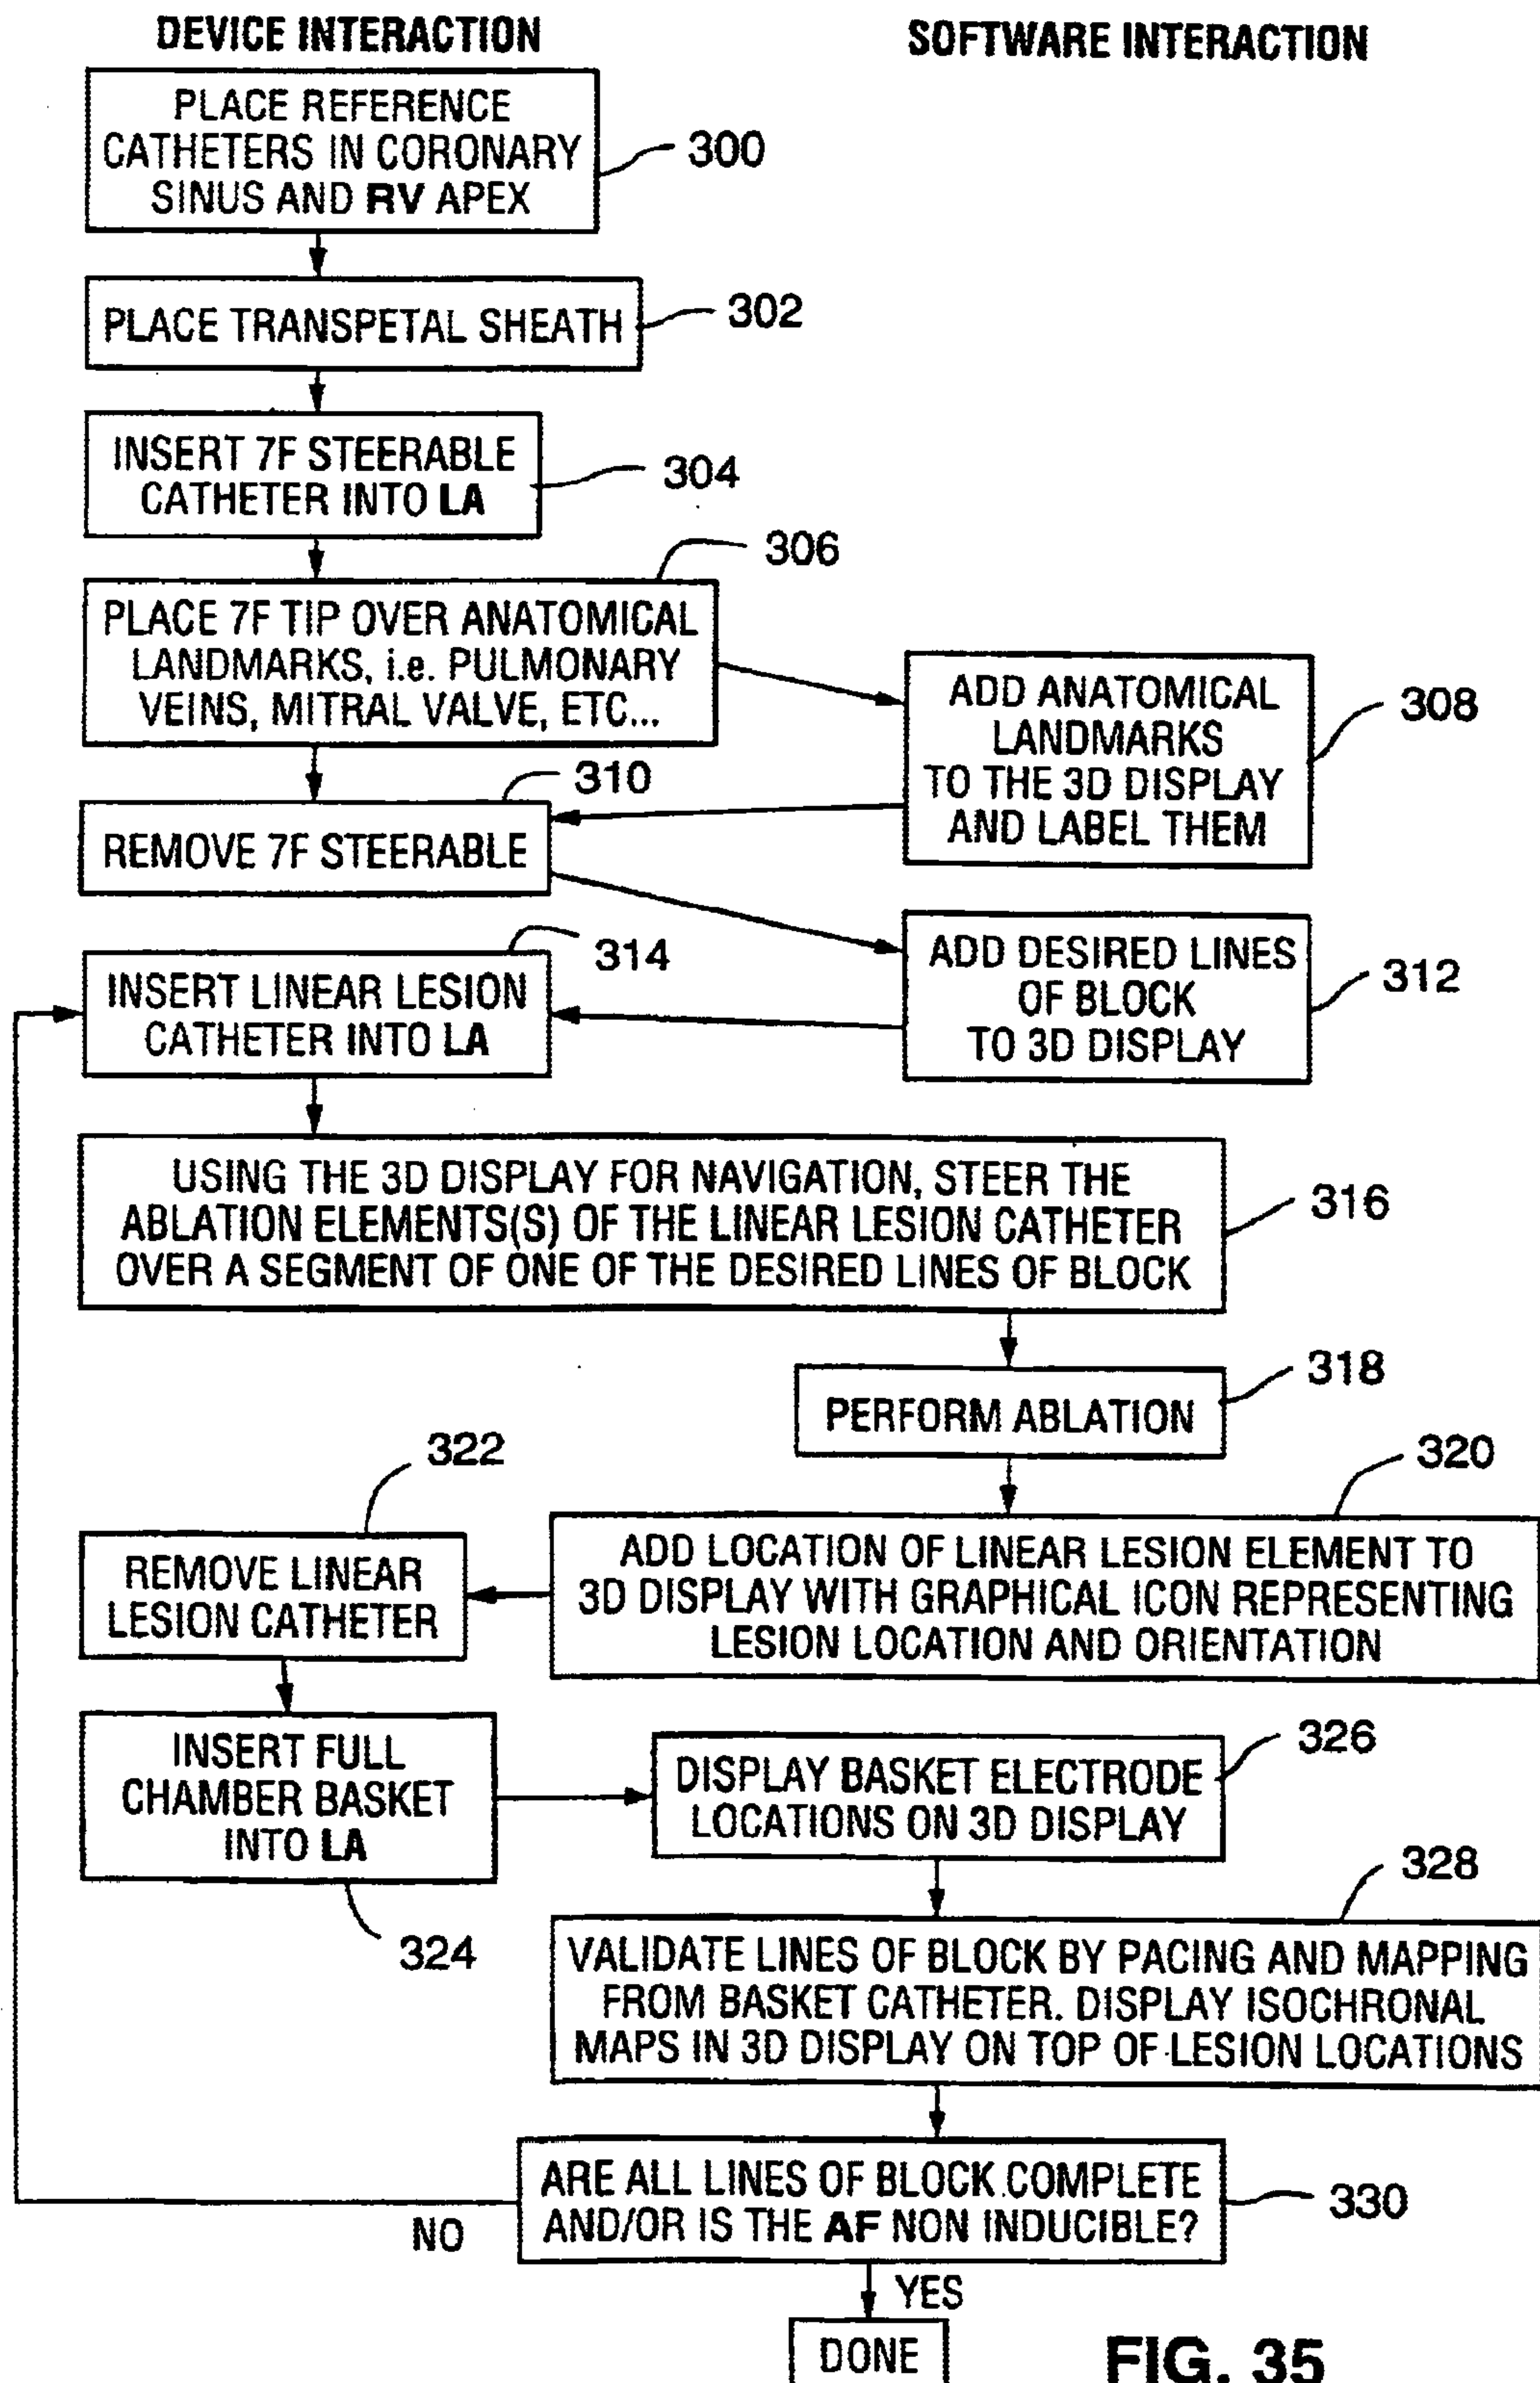 DEVICE INTERACTION
SOFTWARE INTERACTION
PLACE REFERENCE
CATHETERS IN CORONARY
SINUS AND RV APEX
300
PLACE TRANSPETAL SHEATH
302
INSERT 7F STEERABLE
CATHETER INTO LA
304
306
PLACE 7F TIP OVER ANATOMICAL
LANDMARKS, i.e. PULMONARY
VEINS, MITRAL VALVE, ETC...
ADD ANATOMICAL
LANDMARKS
TO THE 3D DISPLAY
AND LABEL THEM
308
310
REMOVE 7F STEERABLE
ADD DESIRED LINES
OF BLOCK
TO 3D DISPLAY
312
314
INSERT LINEAR LESION
CATHETER INTO LA
USING THE 3D DISPLAY FOR NAVIGATION, STEER THE
ABLATION ELEMENTS(S) OF THE LINEAR LESION CATHETER
OVER A SEGMENT OF ONE OF THE DESIRED LINES OF BLOCK
316
PERFORM ABLATION
318
320
ADD LOCATION OF LINEAR LESION ELEMENT TO
3D DISPLAY WITH GRAPHICAL ICON REPRESENTING
LESION LOCATION AND ORIENTATION
322
REMOVE LINEAR
LESION CATHETER
INSERT FULL
CHAMBER BASKET
INTO LA
324
DISPLAY BASKET ELECTRODE
LOCATIONS ON 3D DISPLAY
326
328
VALIDATE LINES OF BLOCK BY PACING AND MAPPING
FROM BASKET CATHETER. DISPLAY ISOCHRONAL
MAPS IN 3D DISPLAY ON TOP OF LESION LOCATIONS
ARE ALL LINES OF BLOCK COMPLETE
AND/OR IS THE AF NON INDUCIBLE?
330
NO
YES
DONE
FIG. 35